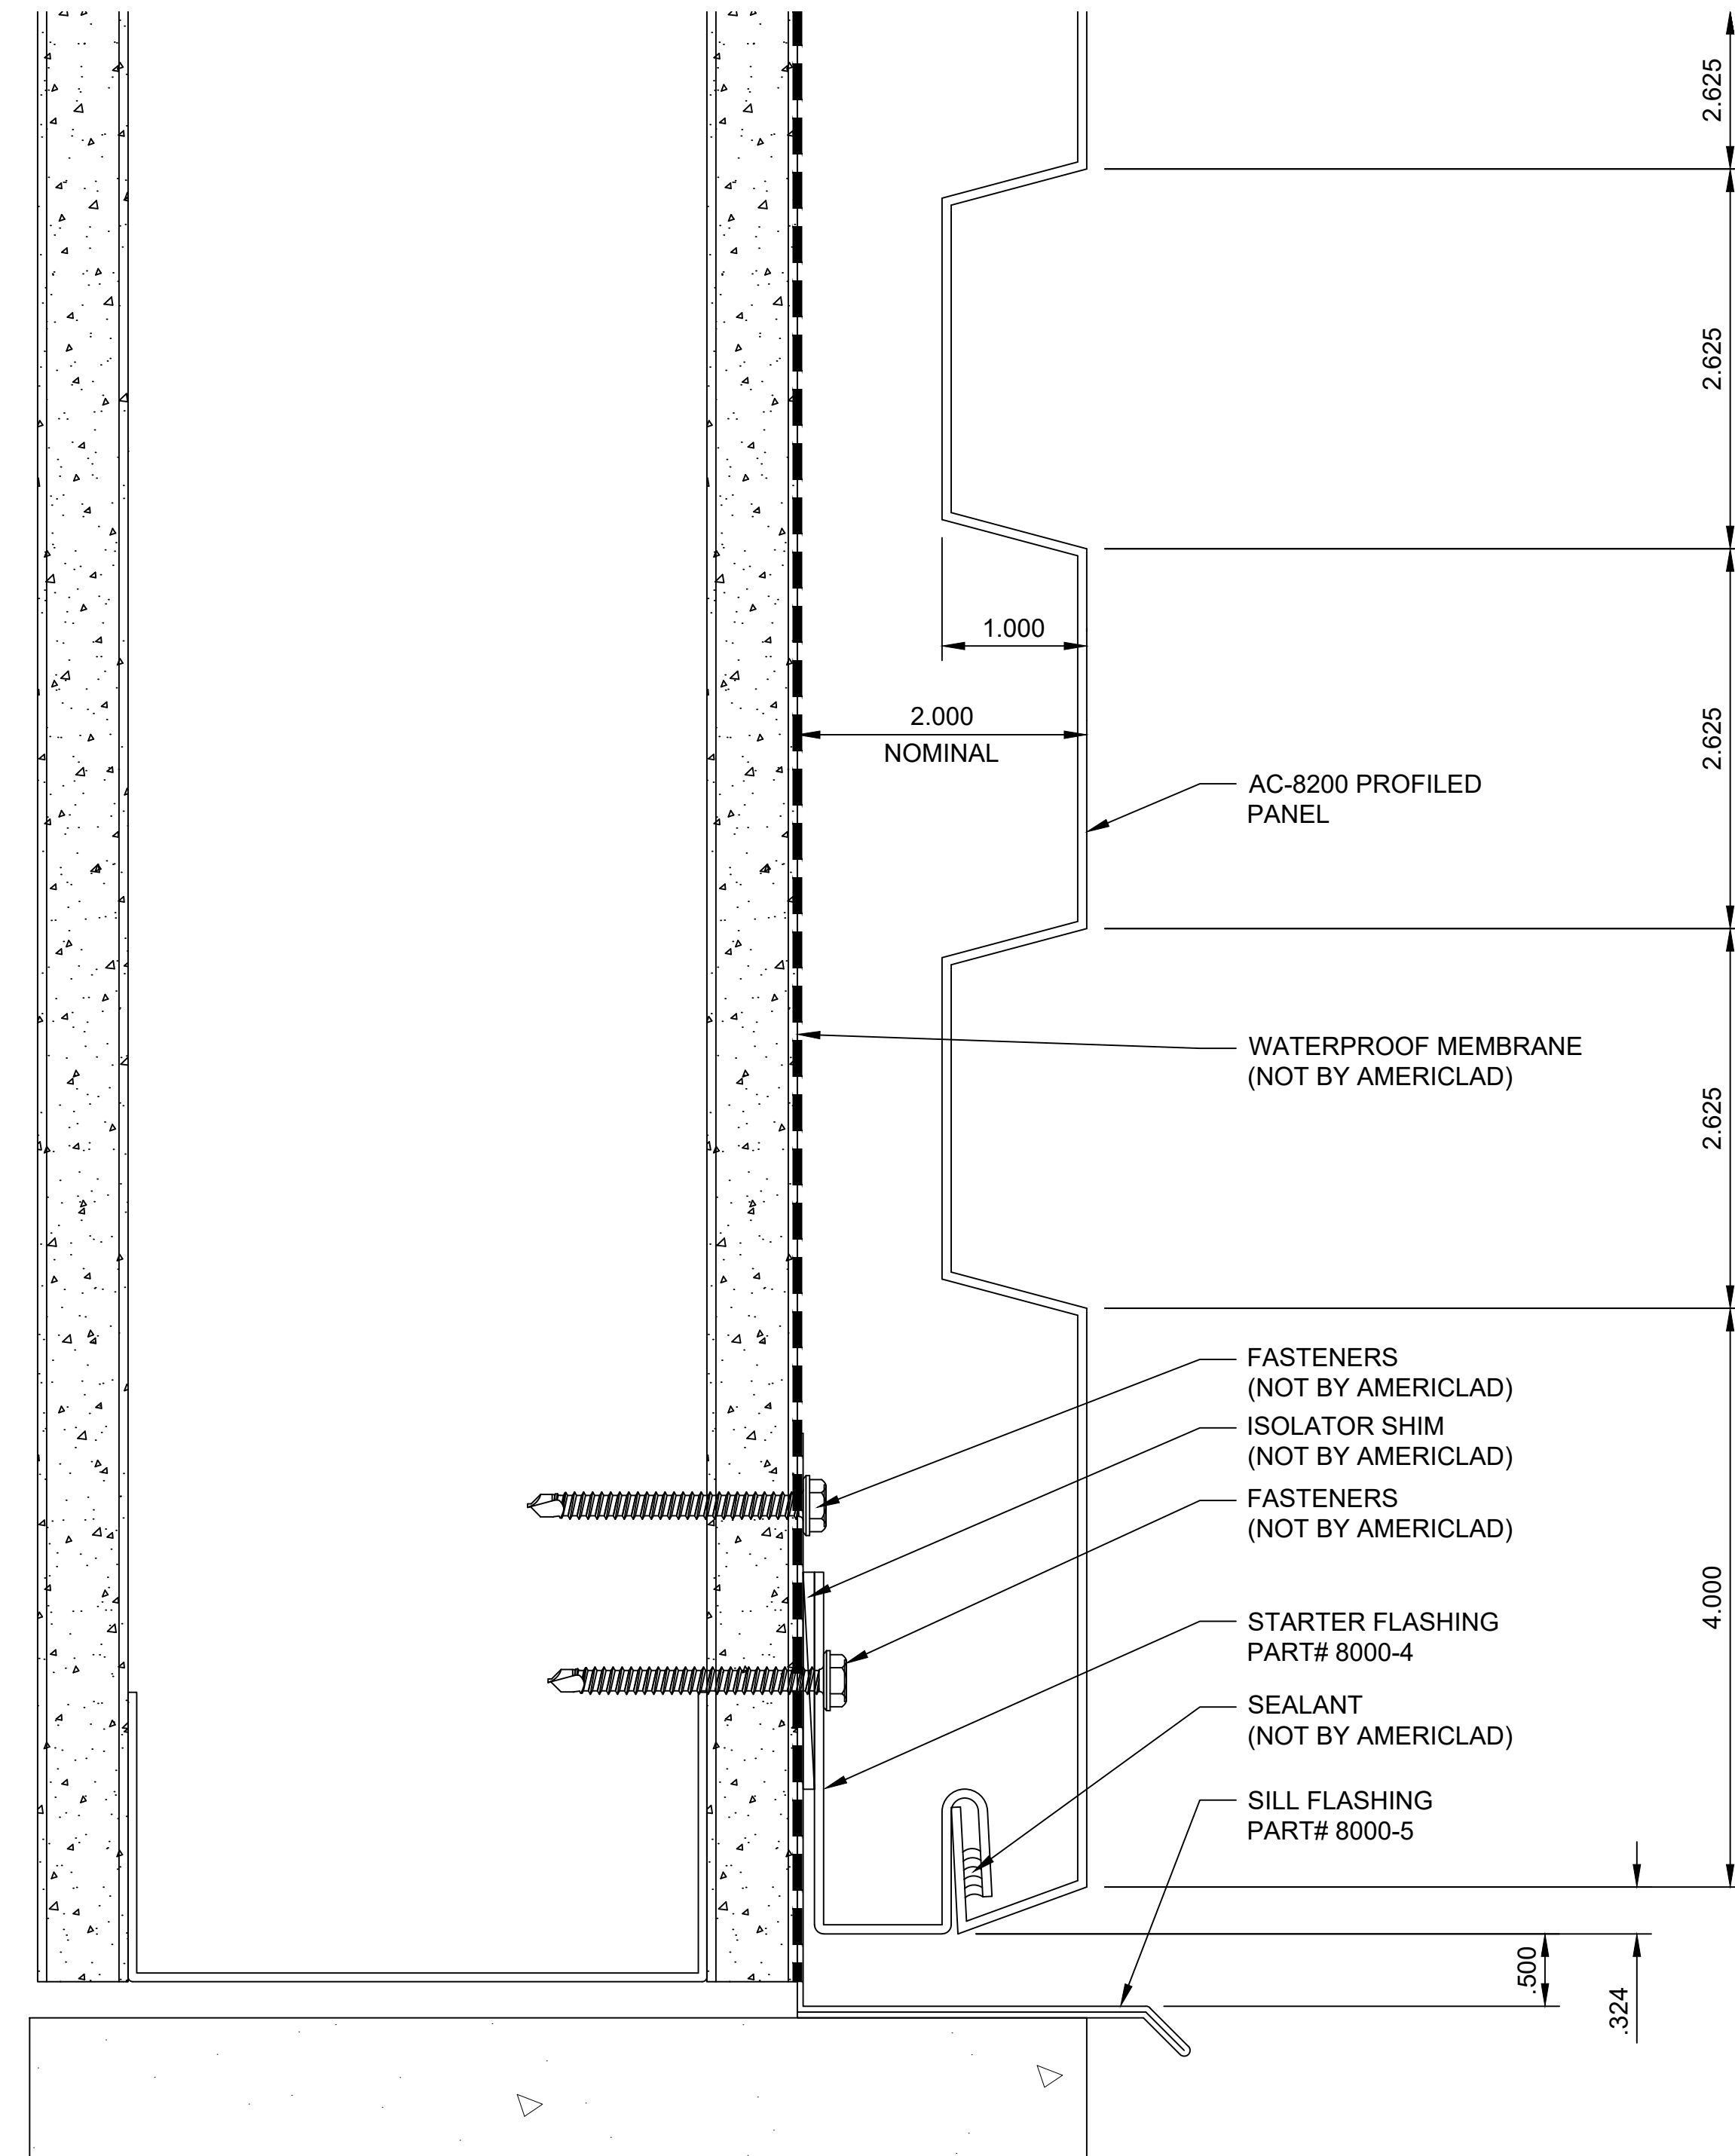 2.625
2.625
1.000
2.000
NOMINAL
2.625
AC-8200 PROFILED
PANEL
WATERPROOF MEMBRANE
(NOT BY AMERICLAD)
2.625
FASTENERS
(NOT BY AMERICLAD)
ISOLATOR SHIM
(NOT BY AMERICLAD)
FASTENERS
(NOT BY AMERICLAD)
STARTER FLASHING
PART# 8000-4
4.000
SEALANT
(NOT BY AMERICLAD)
SILL FLASHING
PART# 8000-5
.500
.324